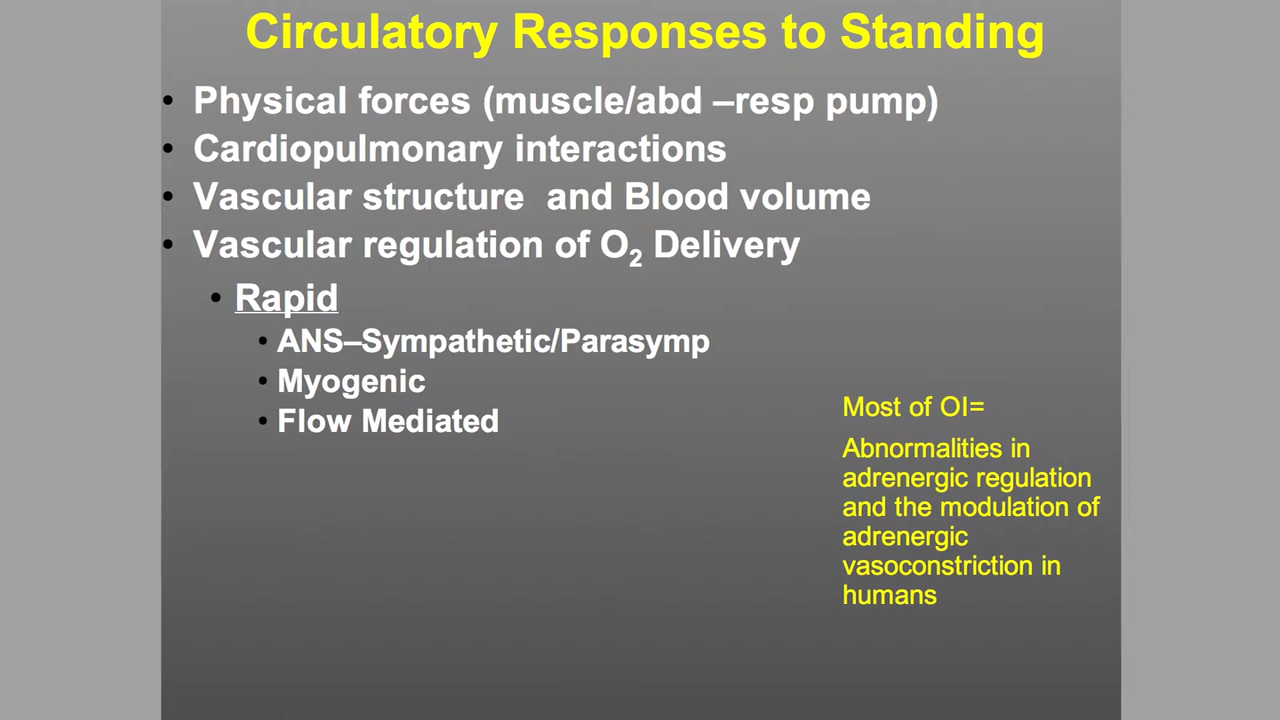 Circulatory Responses to Standing
• Physical forces (muscle/abd –resp pump)
• Cardiopulmonary interactions
• Vascular structure  and Blood volume
• Vascular regulation of O₂ Delivery
• Rapid
• ANS–Sympathetic/Parasymp
• Myogenic
• Flow Mediated
Most of OI=
Abnormalities in
adrenergic regulation
and the modulation of
adrenergic
vasoconstriction in
humans